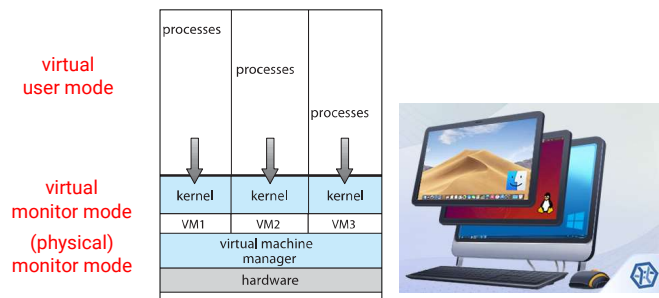 virtual
user mode
virtual
monitor mode
(physical)
monitor mode
processes
processes
processes
kernel
kernel
kernel
VM1
VM2
VM3
virtual machine
manager
hardware